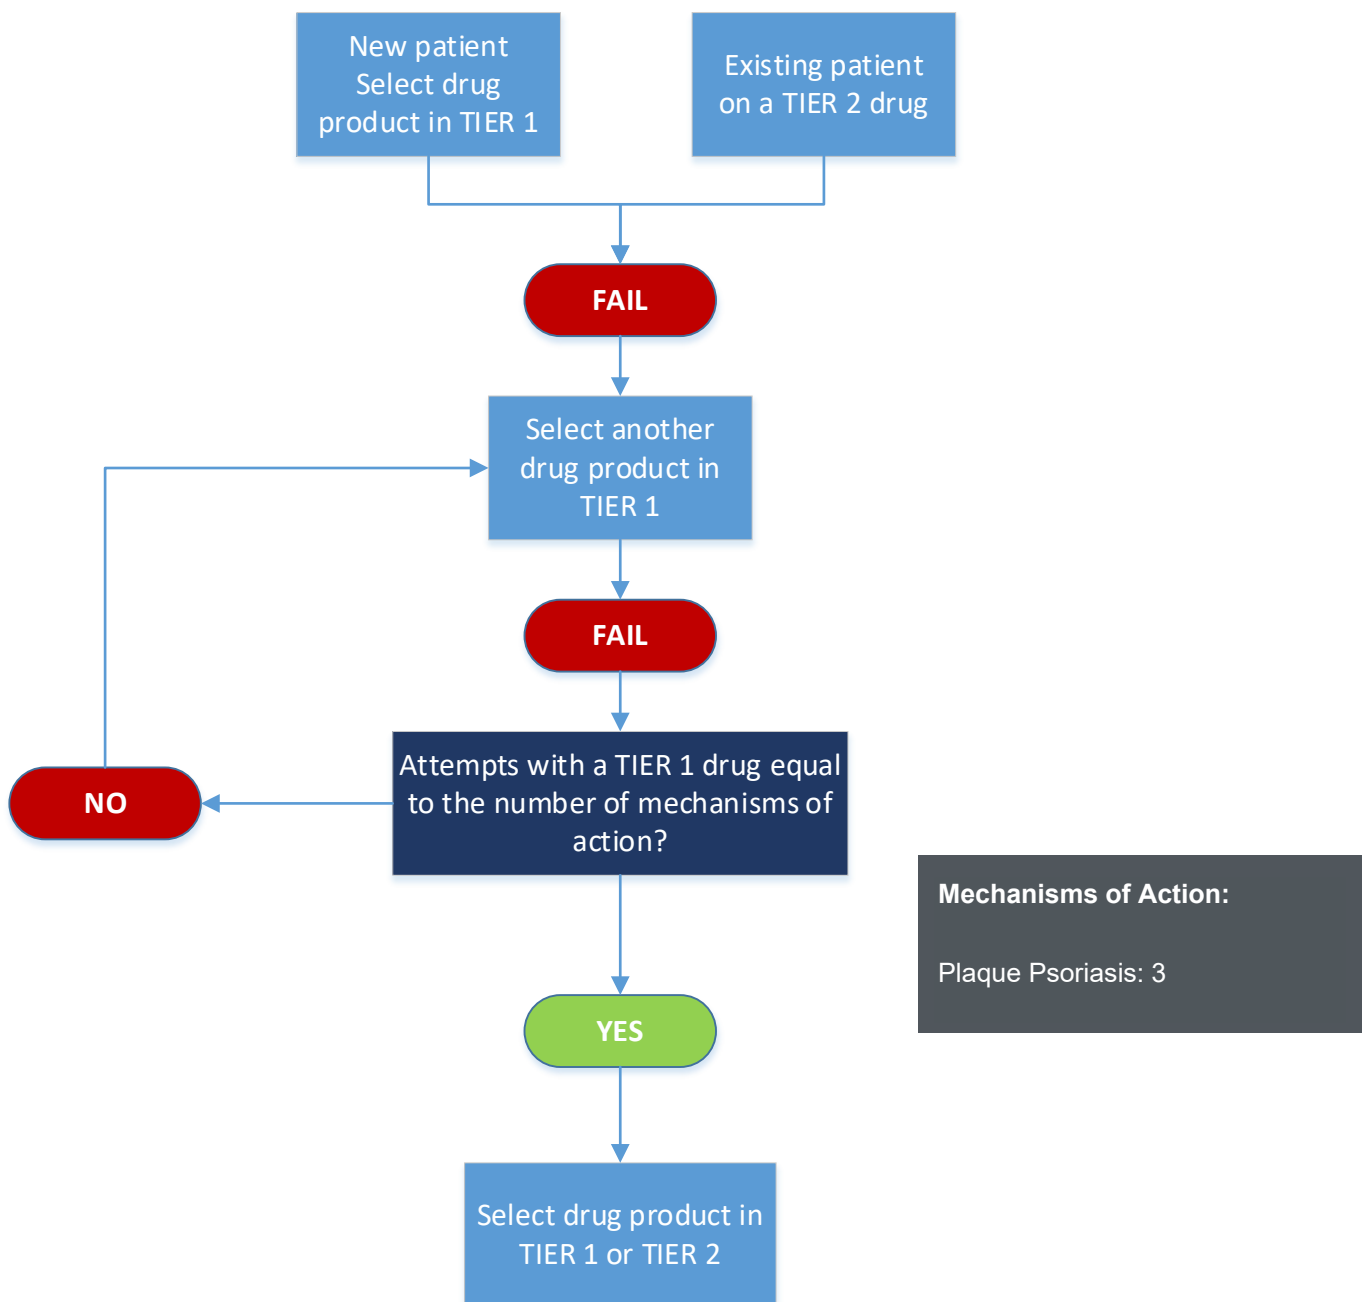 New patient
Select drug
product in TIER 1
Existing patient
on a TIER 2 drug
FAIL
Select another
drug product in
TIER 1
FAIL
Attempts with a TIER 1 drug equal
to the number of mechanisms of
action?
NO
Mechanisms of Action:
Plaque Psoriasis: 3
YES
Select drug product in
TIER 1 or TIER 2